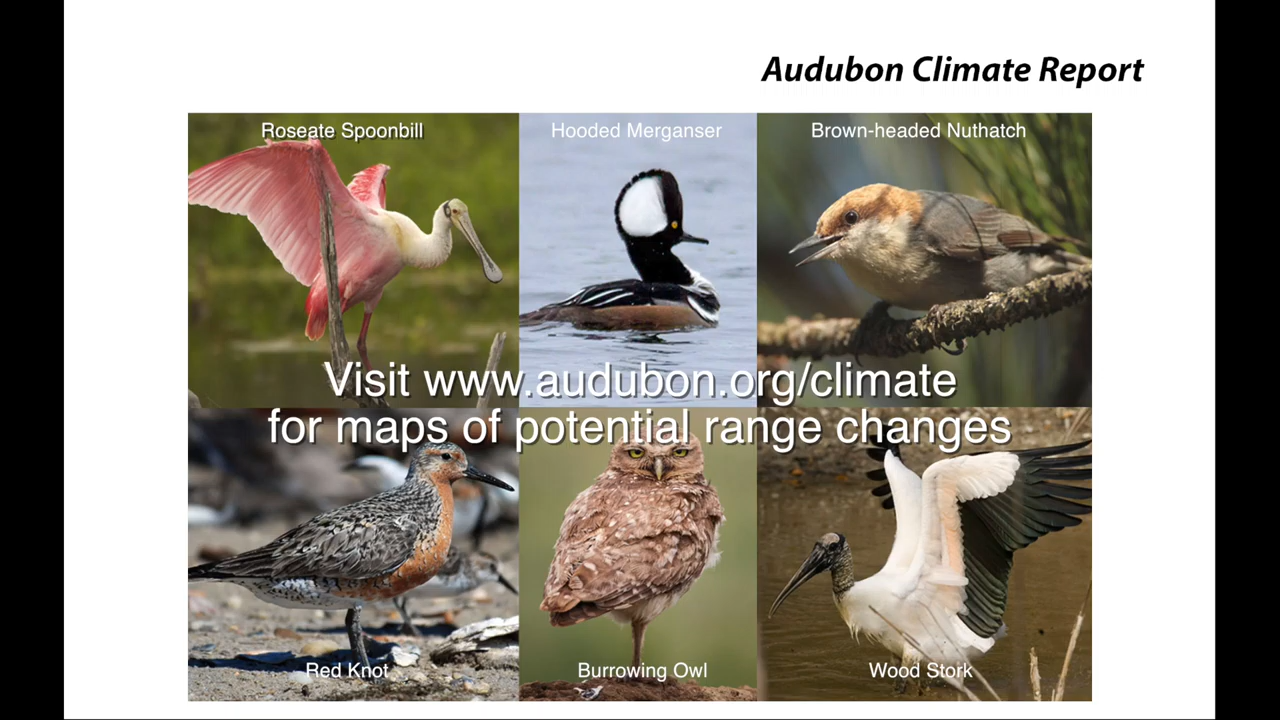 Audubon Climate Report
Roseate Spoonbill
Hooded Merganser
Brown-headed Nuthatch
Visit www.audubon.org/climate
for maps of potential range changes
Red Knot
Burrowing Owl
Wood Stork